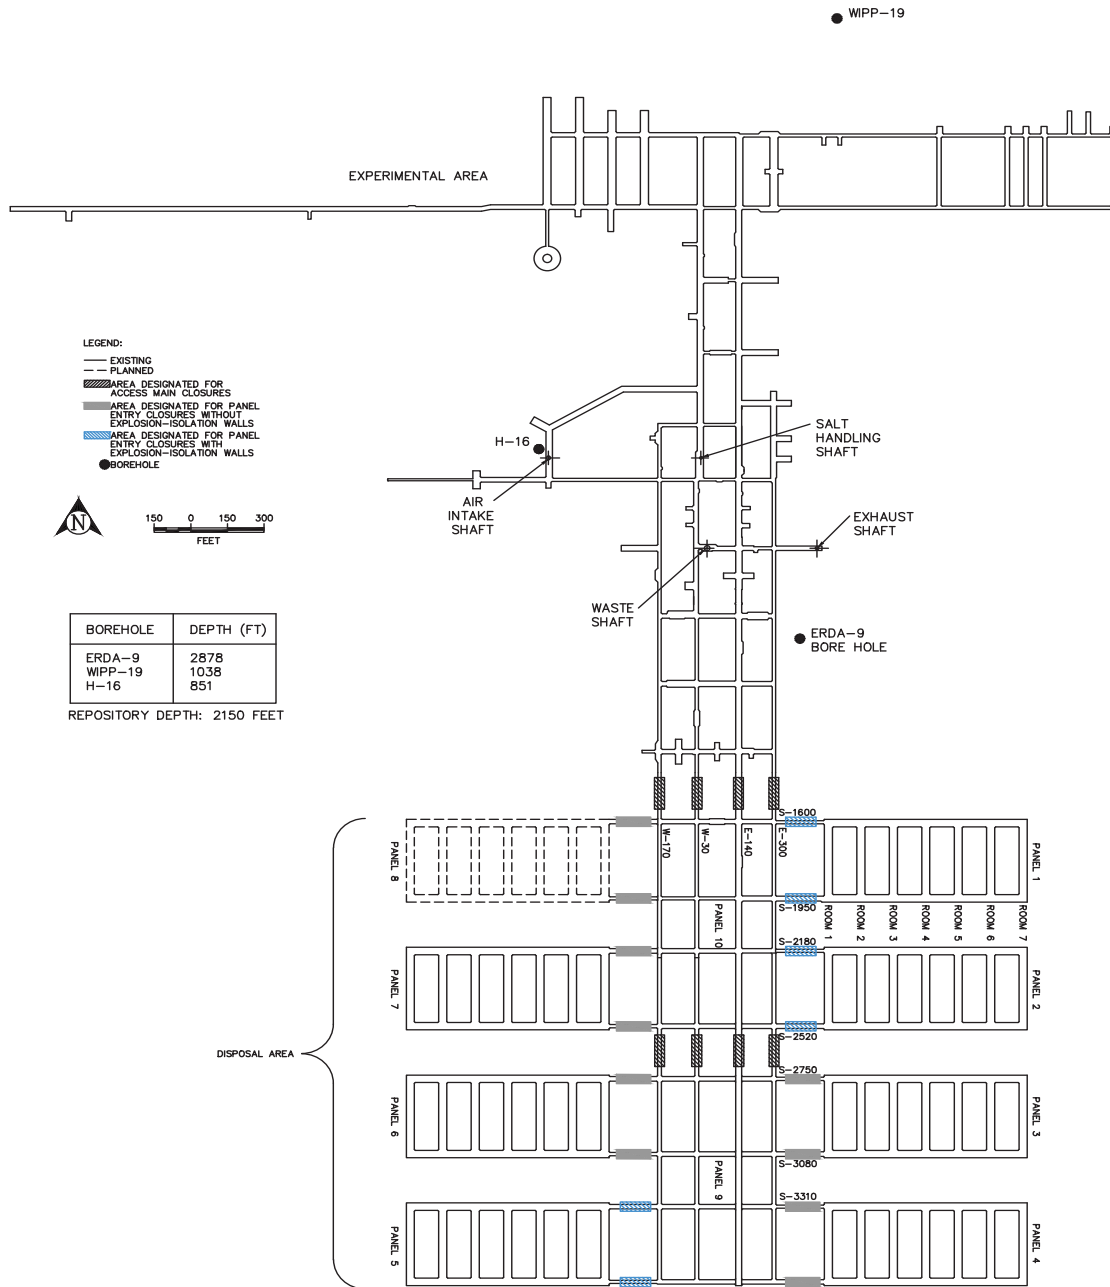 WIPP-19
EXPERIMENTAL AREA
LEGEND:
EXISTING
PLANNED
AREA DESIGNATED FOR
ACCESS MAIN CLOSURES
AREA DESIGNATED FOR PANEL
ENTRY CLOSURES WITHOUT
EXPLOSION-ISOLATION WALLS
AREA DESIGNATED FOR PANEL
ENTRY CLOSURES WITH
EXPLOSION-ISOLATION WALLS
BOREHOLE
H-16
SALT
HANDLING
SHAFT
AIR
INTAKE
SHAFT
EXHAUST
SHAFT
N
150 0 150 300
FEET
WASTE
SHAFT
ERDA-9
BORE HOLE
BOREHOLE DEPTH (FT)
ERDA-9 2878
WIPP-19 1038
H-16 851
REPOSITORY DEPTH: 2150 FEET
S-1600
W-170
W-30
E-140
E-300
PANEL 8
PANEL 1
S-1950
PANEL 10
ROOM 1
ROOM 2
ROOM 3
ROOM 4
ROOM 5
ROOM 6
ROOM 7
S-2180
PANEL 7
PANEL 2
S-2520
DISPOSAL AREA
S-2750
PANEL 6
PANEL 3
S-3080
PANEL 9
S-3310
PANEL 5
PANEL 4